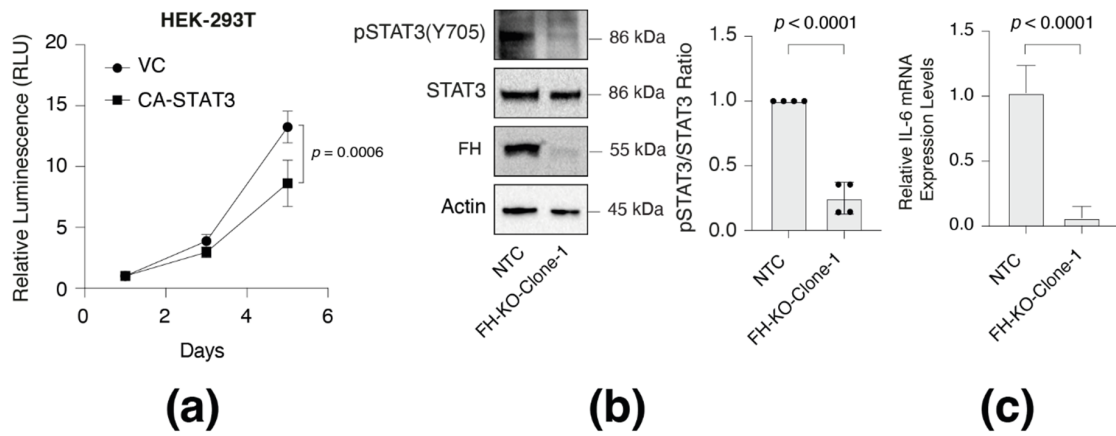 HEK-293T
Relative Luminescence (RLU)
20
15
10
5
0
VC
CA-STAT3
p = 0.0006
0
2
4
6
Days
(a)
pSTAT3(Y705)
86 kDa
STAT3
86 kDa
FH
55 kDa
Actin
45 kDa
NTC
FH-KO-Clone-1
pSTAT3/STAT3 Ratio
p < 0.0001
1.5
1.0
0.5
0.0
NTC
FH-KO-Clone-1
(b)
Relative IL-6 mRNA
Expression Levels
p < 0.0001
1.5
1.0
1.5
0.0
NTC
FH-KO-Clone-1
(c)